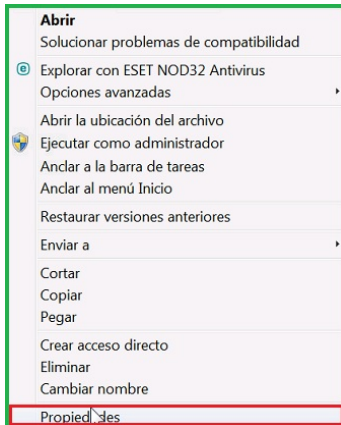 Abrir
Solucionar problemas de compatibilidad
Explorar con ESET NOD32 Antivirus
Opciones avanzadas
Abrir la ubicación del archivo
Ejecutar como administrador
Anclar a la barra de tareas
Anclar al menú Inicio
Restaurar versiones anteriores
Enviar a
Cortar
Copiar
Pegar
Crear acceso directo
Eliminar
Cambiar nombre
Propiedades